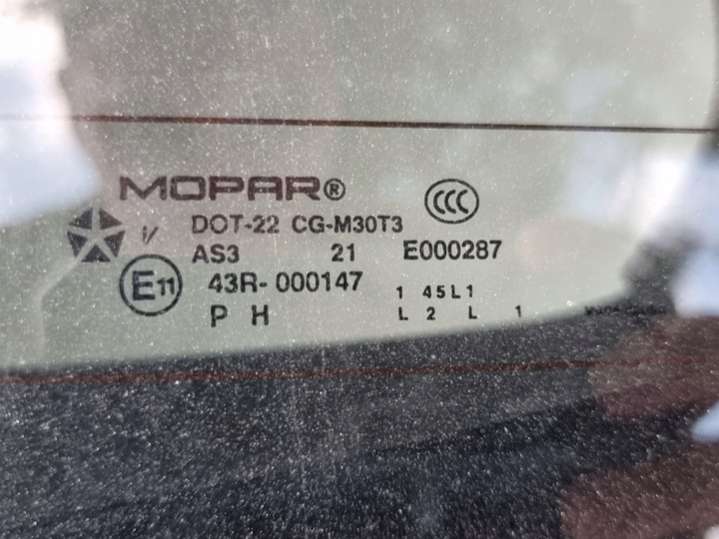 MOPAR®
CCC
DOT-22 CG-M30T3
AS3 21 E000287
E11 43R-000147
1 45L1
P H L 2 L 1